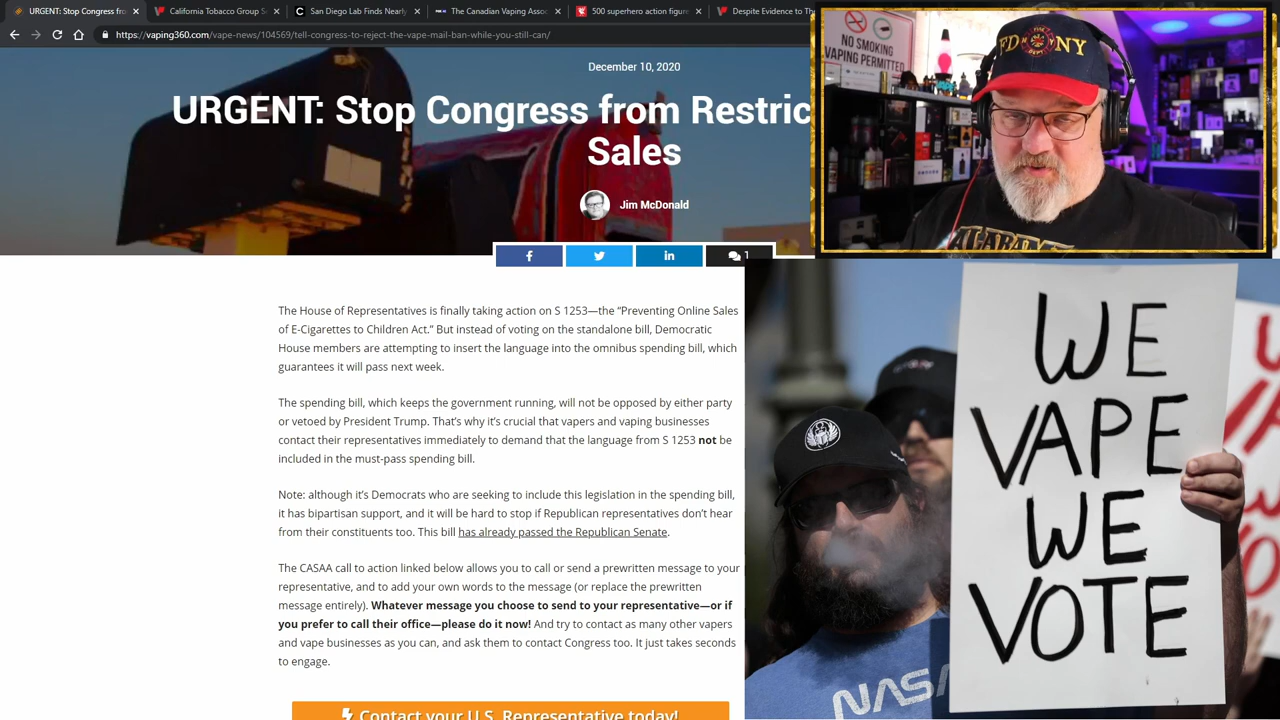 URGENT: Stop Congress fro
California Tobacco Group S
San Diego Lab Finds Nearly
The Canadian Vaping Assoc
500 superhero action figure
Despite Evidence to Th
https://vaping360.com/vape-news/104569/tell-congress-to-reject-the-vape-mail-ban-while-you-still-can/
December 10, 2020
URGENT: Stop Congress from Restric
Sales
Jim McDonald
1
The House of Representatives is finally taking action on S 1253—the “Preventing Online Sales
of E-Cigarettes to Children Act.” But instead of voting on the standalone bill, Democratic
House members are attempting to insert the language into the omnibus spending bill, which
guarantees it will pass next week.
The spending bill, which keeps the government running, will not be opposed by either party
or vetoed by President Trump. That’s why it’s crucial that vapers and vaping businesses
contact their representatives immediately to demand that the language from S 1253 not be
included in the must-pass spending bill.
Note: although it’s Democrats who are seeking to include this legislation in the spending bill,
it has bipartisan support, and it will be hard to stop if Republican representatives don’t hear
from their constituents too. This bill has already passed the Republican Senate.
The CASAA call to action linked below allows you to call or send a prewritten message to your
representative, and to add your own words to the message (or replace the prewritten
message entirely). Whatever message you choose to send to your representative—or if
you prefer to call their office—please do it now! And try to contact as many other vapers
and vape businesses as you can, and ask them to contact Congress too. It just takes seconds
to engage.
Contact your U.S. Representative today!
NO SMOKING
VAPING PERMITTED
FD NY
ALABAMA
WE
VAPE
WE
VOTE
NASA